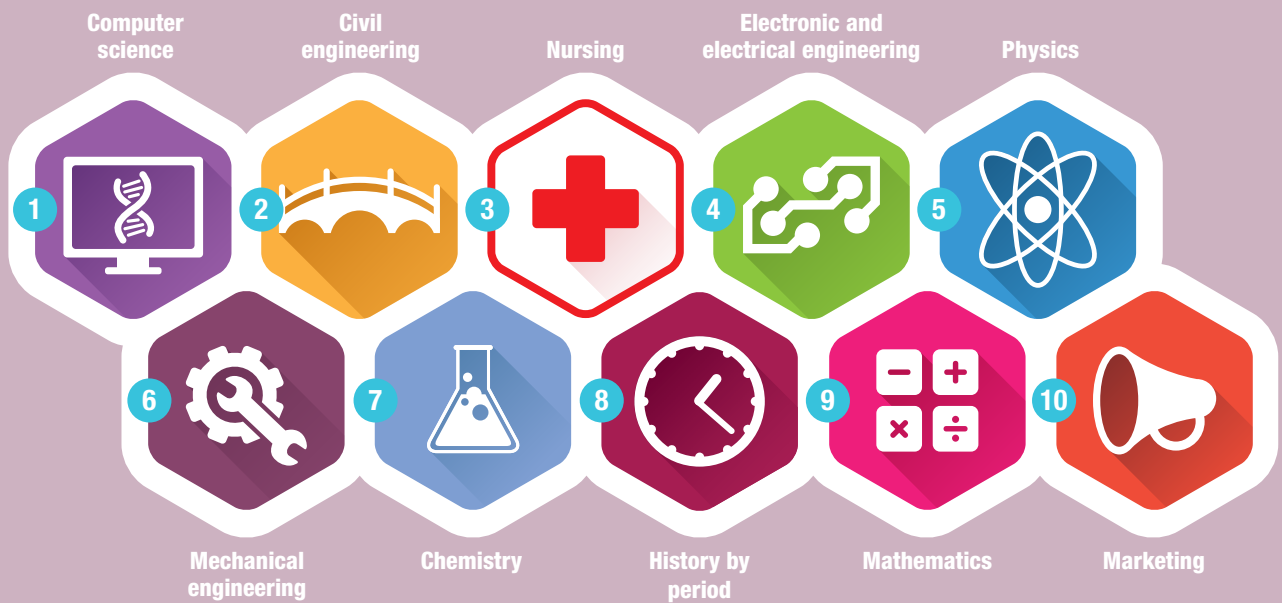 Computer
science
Civil
engineering
Nursing
Electronic and
electrical engineering
Physics
1
2
3
4
5
6
7
8
9
10
Mechanical
engineering
Chemistry
History by
period
Mathematics
Marketing